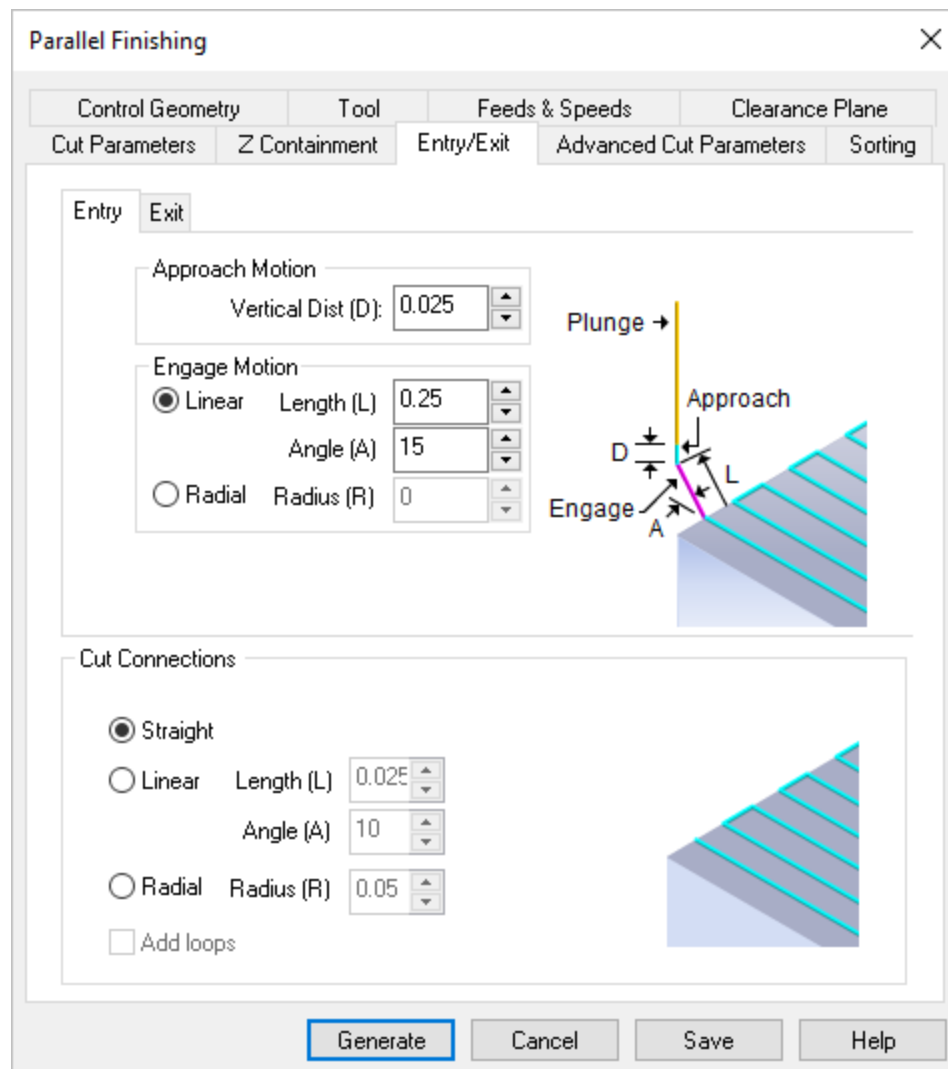 Parallel Finishing
Control Geometry Tool Feeds & Speeds Clearance Plane
Cut Parameters Z Containment Entry/Exit Advanced Cut Parameters Sorting
Entry Exit
Approach Motion
Vertical Dist (D): 0.025
Engage Motion
Linear Length (L) 0.25
Angle (A) 15
Radial Radius (R) 0
Plunge
Approach
D
L
Engage
A
Cut Connections
Straight
Linear Length (L) 0.025
Angle (A) 10
Radial Radius (R) 0.05
Add loops
Generate Cancel Save Help